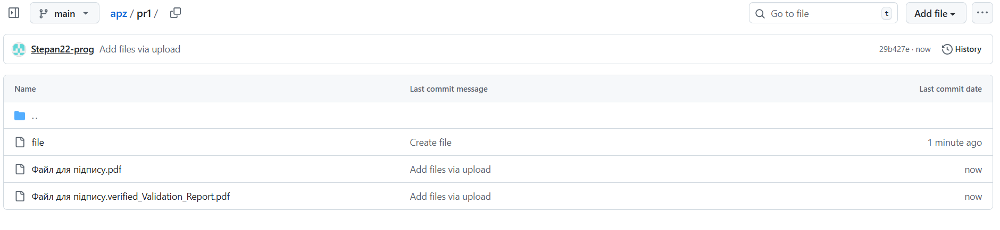 main apz / pr1 / Go to file t Add file ...
Stepan22-prog Add files via upload 29b427e · now History
Name Last commit message Last commit date
..
file Create file 1 minute ago
Файл для підпису.pdf Add files via upload now
Файл для підпису.verified_Validation_Report.pdf Add files via upload now